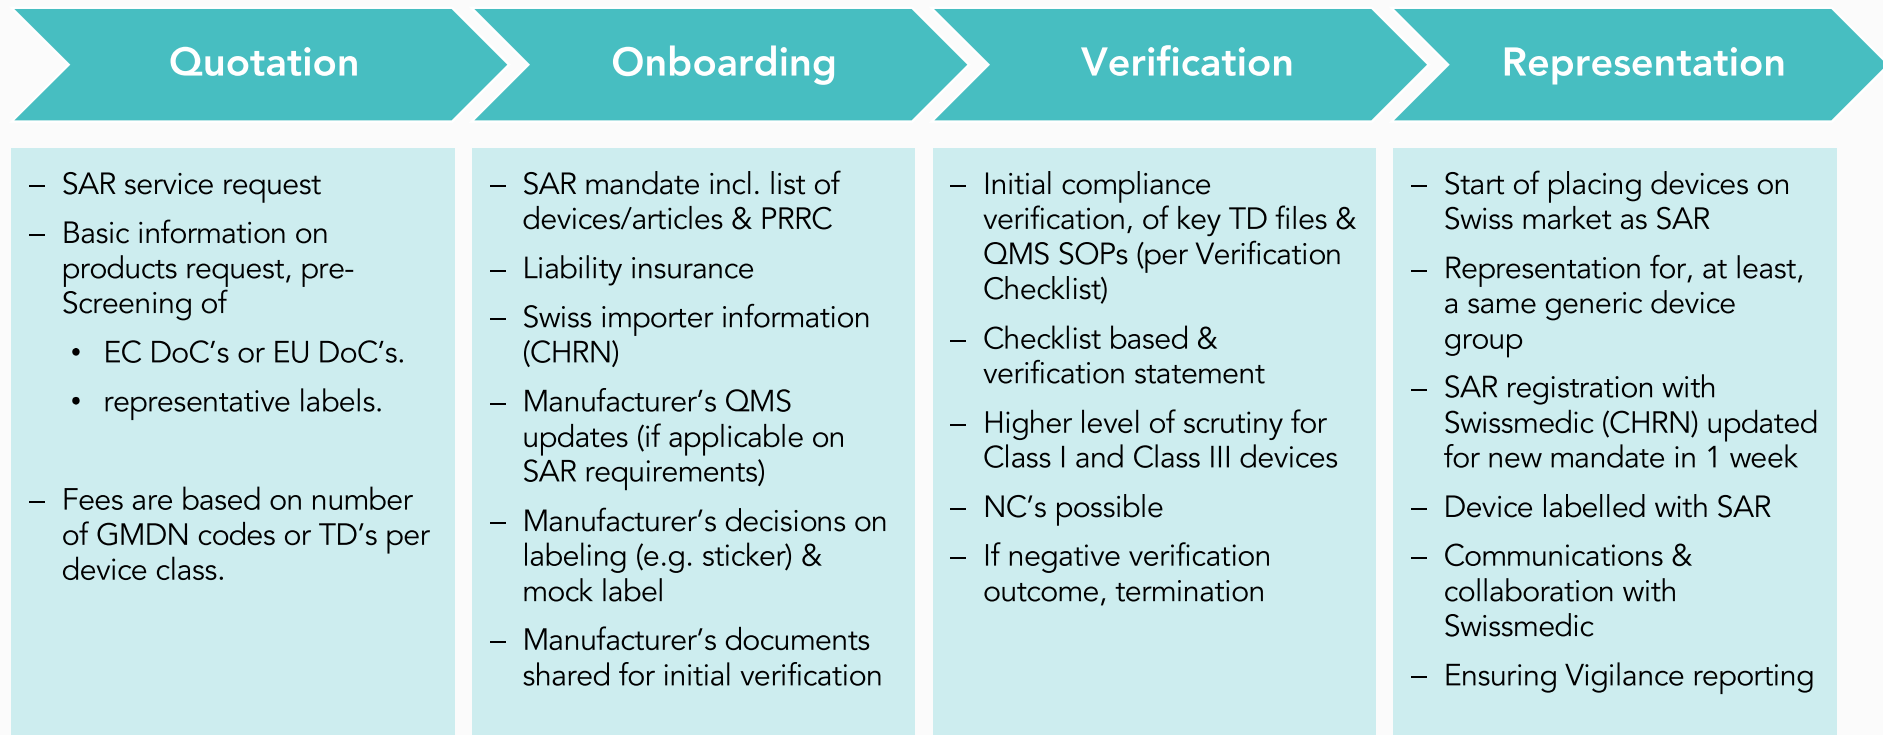 Quotation
Onboarding
Verification
Representation
– SAR service request
– Basic information on
products request, pre-
Screening of
• EC DoC's or EU DoC's.
• representative labels.
– Fees are based on number
of GMDN codes or TD's per
device class.
– SAR mandate incl. list of
devices/articles & PRRC
– Liability insurance
– Swiss importer information
(CHRN)
– Manufacturer's QMS
updates (if applicable on
SAR requirements)
– Manufacturer's decisions on
labeling (e.g. sticker) &
mock label
– Manufacturer's documents
shared for initial verification
– Initial compliance
verification, of key TD files &
QMS SOPs (per Verification
Checklist)
– Checklist based &
verification statement
– Higher level of scrutiny for
Class I and Class III devices
– NC's possible
– If negative verification
outcome, termination
– Start of placing devices on
Swiss market as SAR
– Representation for, at least,
a same generic device
group
– SAR registration with
Swissmedic (CHRN) updated
for new mandate in 1 week
– Device labelled with SAR
– Communications &
collaboration with
Swissmedic
– Ensuring Vigilance reporting